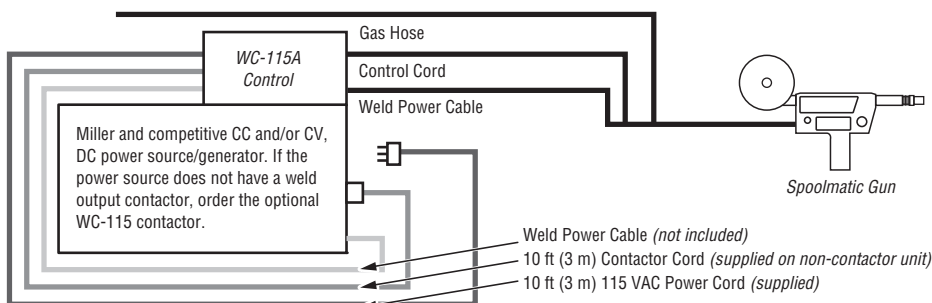 Gas Hose
WC-115A
Control
Control Cord
Weld Power Cable
Miller and competitive CC and/or CV,
DC power source/generator. If the
power source does not have a weld
output contactor, order the optional
WC-115 contactor.
Spoolmatic Gun
Weld Power Cable (not included)
10 ft (3 m) Contactor Cord (supplied on non-contactor unit)
10 ft (3 m) 115 VAC Power Cord (supplied)